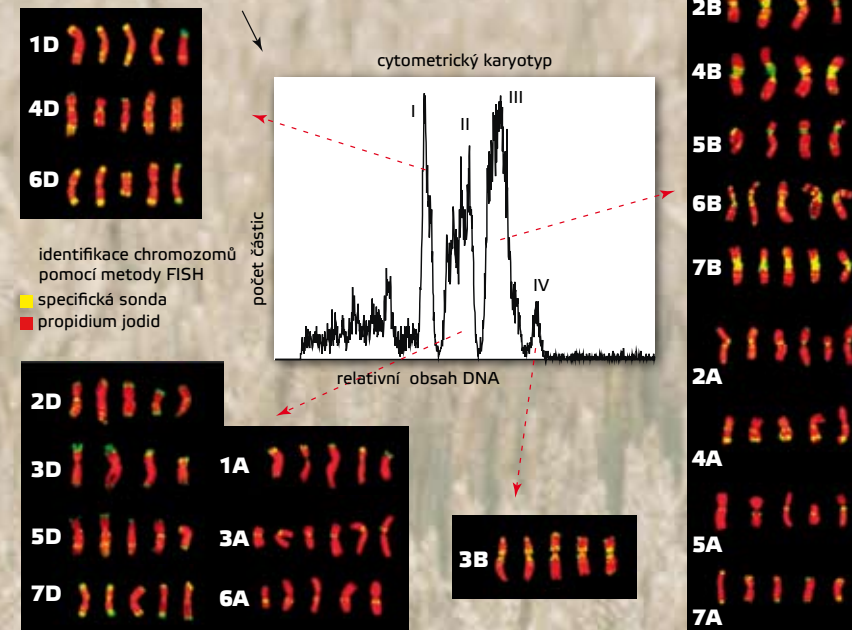 1D
4D
6D
identifikace chromozomů
pomocí metody FISH
specifická sonda
propidium jodid
cytometrický karyotyp
I
II
III
IV
počet částic
relativní obsah DNA
2D
3D
5D
7D
1A
3A
6A
3B
2B
4B
5B
6B
7B
2A
4A
5A
7A